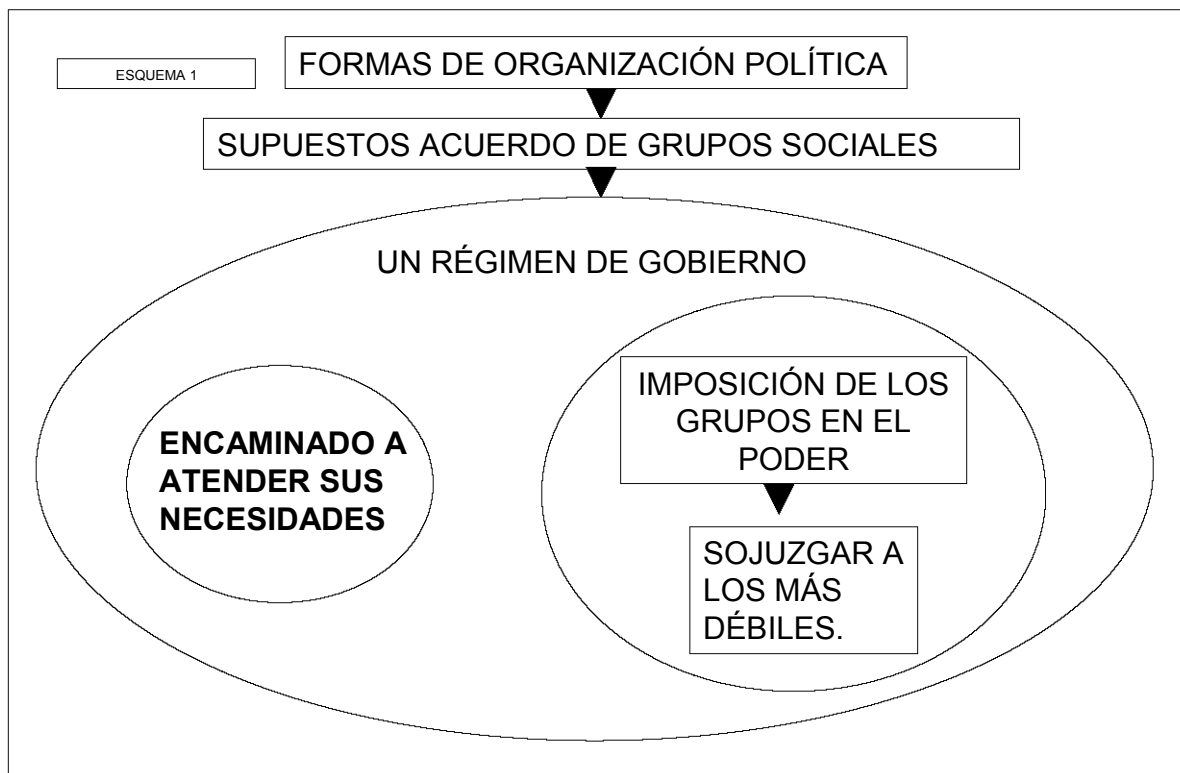 ESQUEMA 1
FORMAS DE ORGANIZACIÓN POLÍTICA
SUPUESTOS ACUERDO DE GRUPOS SOCIALES
UN RÉGIMEN DE GOBIERNO
ENCAMINADO A
ATENDER SUS
NECESIDADES
IMPOSICIÓN DE LOS
GRUPOS EN EL
PODER
SOJUZGAR A
LOS MÁS
DÉBILES.